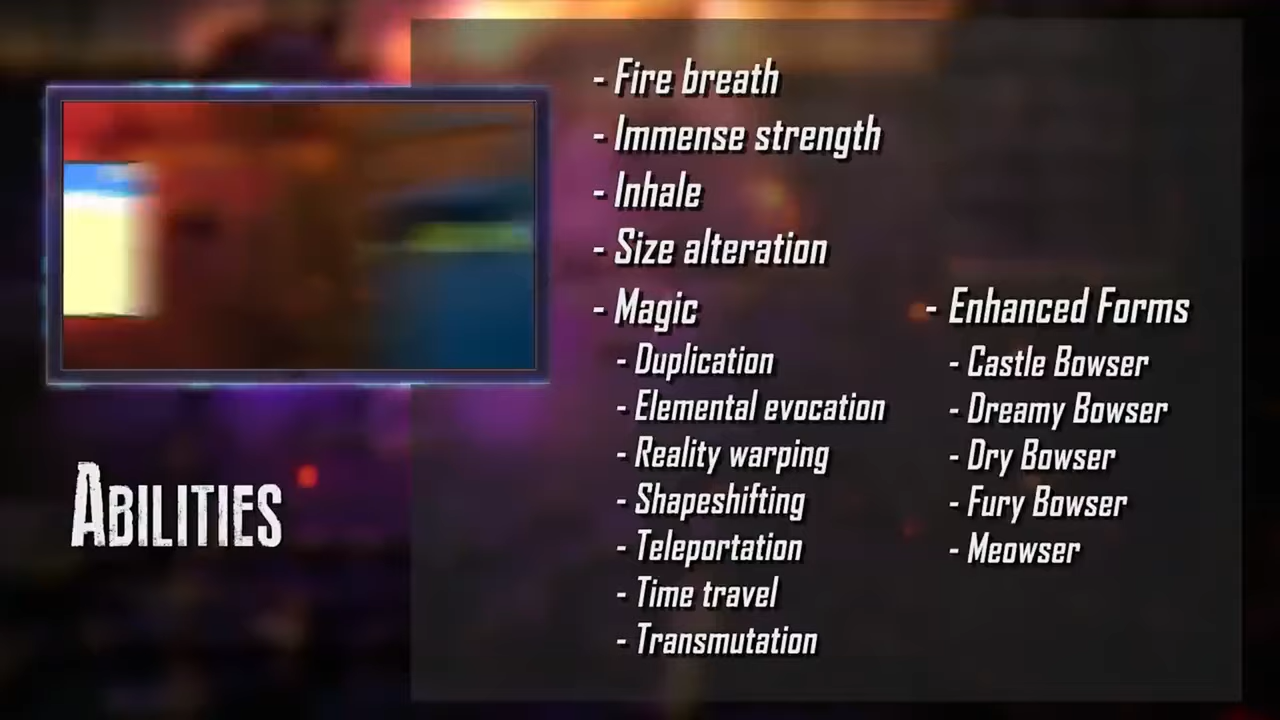 - Fire breath
- Immense strength
- Inhale
- Size alteration
- Magic
- Duplication
- Elemental evocation
- Reality warping
- Shapeshifting
- Teleportation
- Time travel
- Transmutation
- Enhanced Forms
- Castle Bowser
- Dreamy Bowser
- Dry Bowser
- Fury Bowser
- Meowser
Abilities